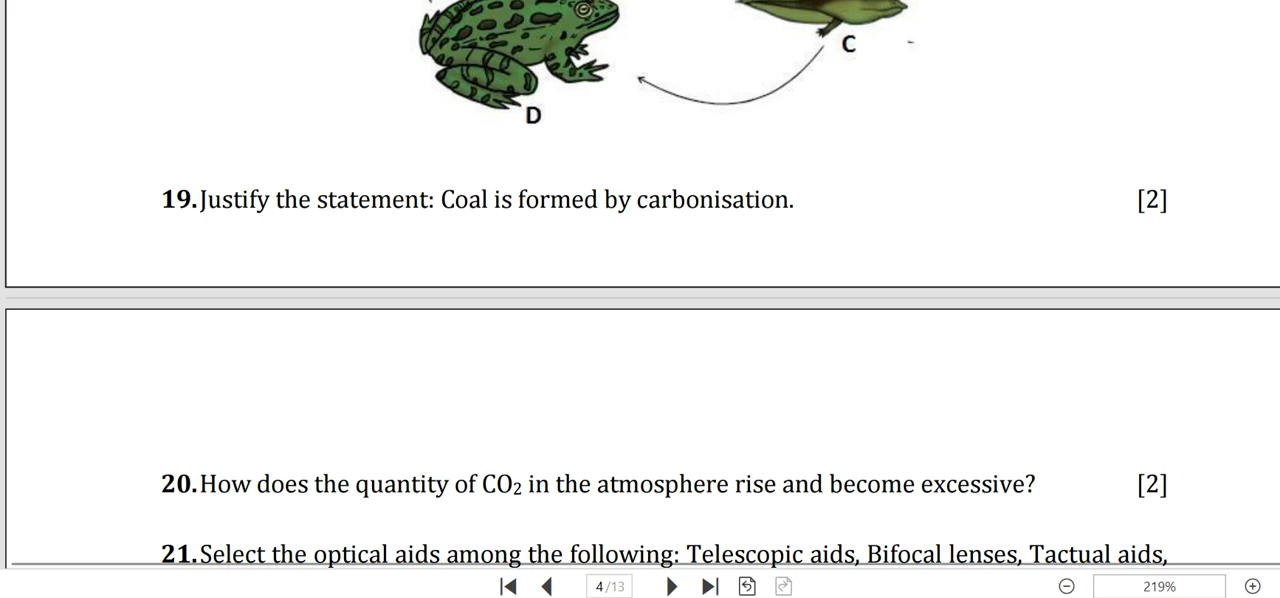 C
D
19.Justify the statement: Coal is formed by carbonisation. [2]
20.How does the quantity of CO₂ in the atmosphere rise and become excessive? [2]
21.Select the optical aids among the following: Telescopic aids, Bifocal lenses, Tactual aids,
4/13
219%